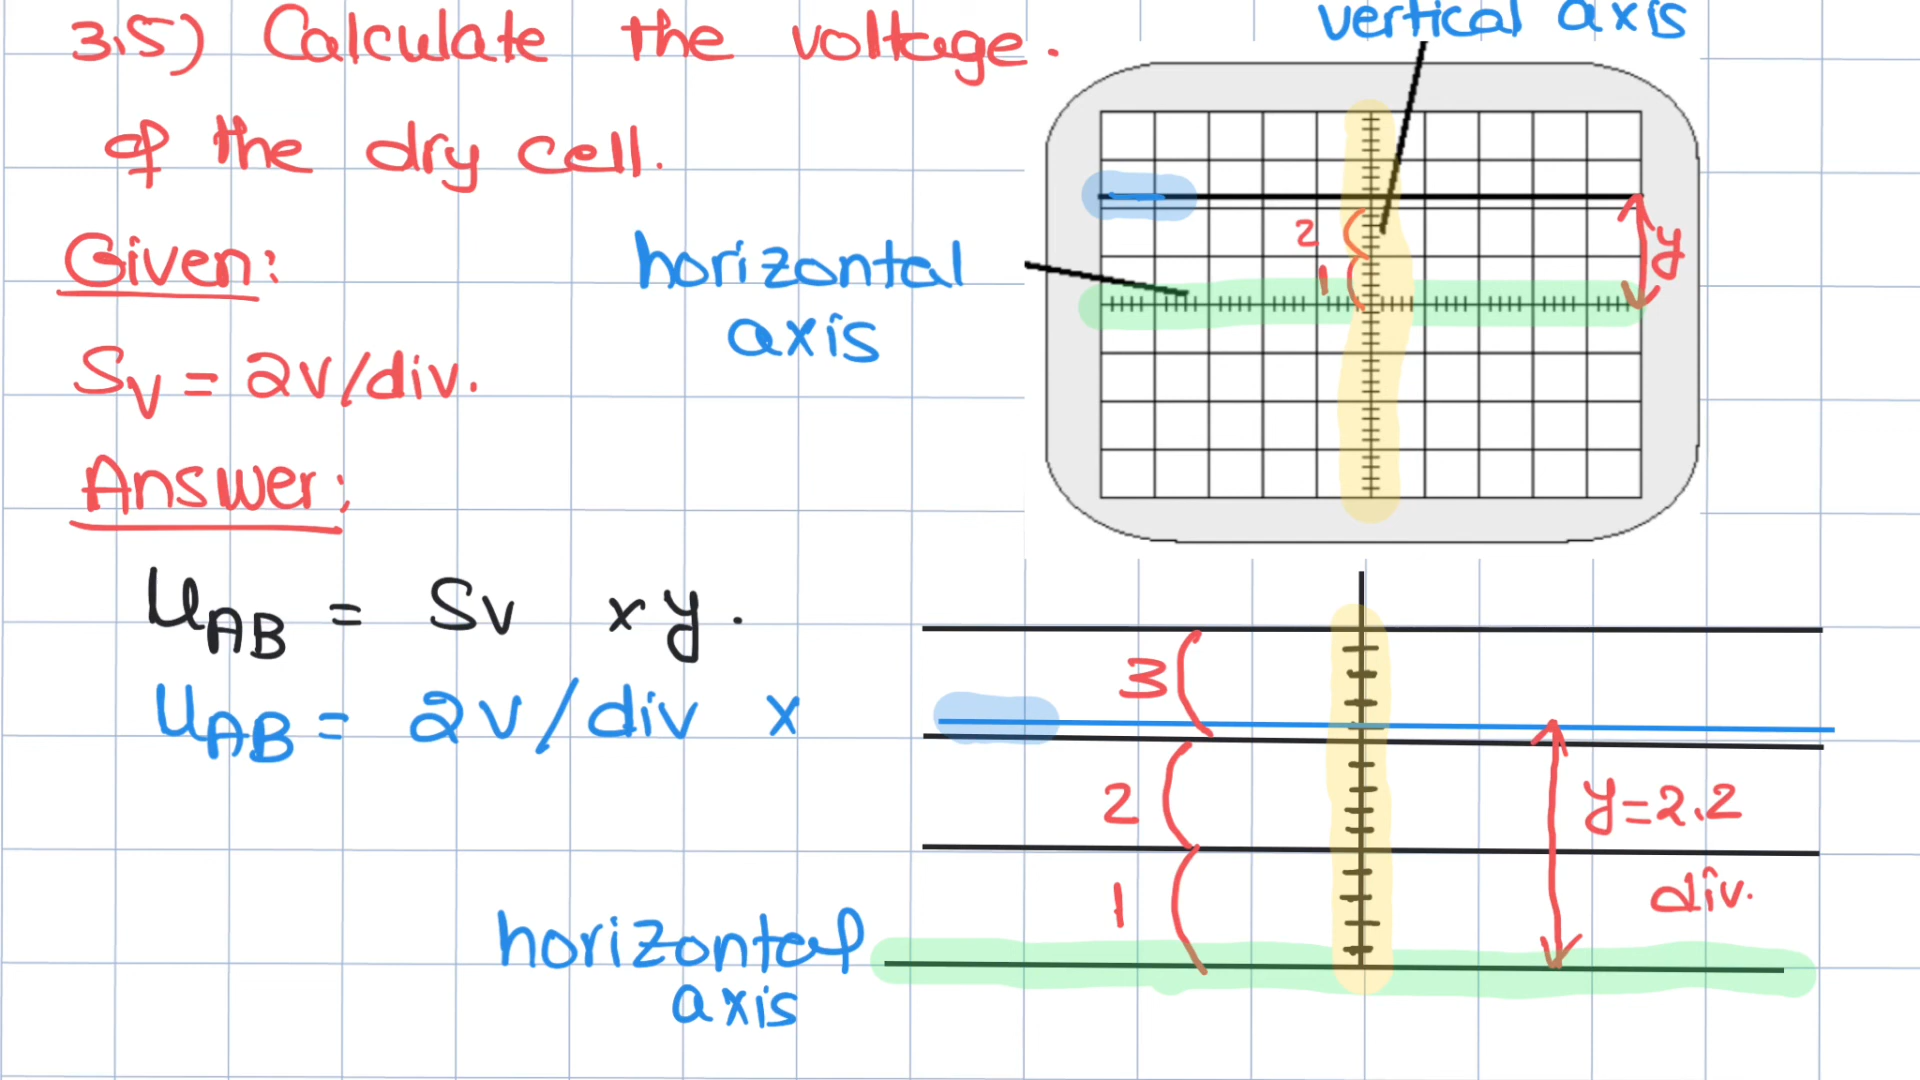 3.5) Calculate the voltage.
of the dry cell.
Given:
Sv = 2V/div.
Answer:
UAB = Sv x y.
UAB = 2V/div x
vertical axis
horizontal
axis
2
1
y
3
2
1
y=2.2
div.
horizontal
axis